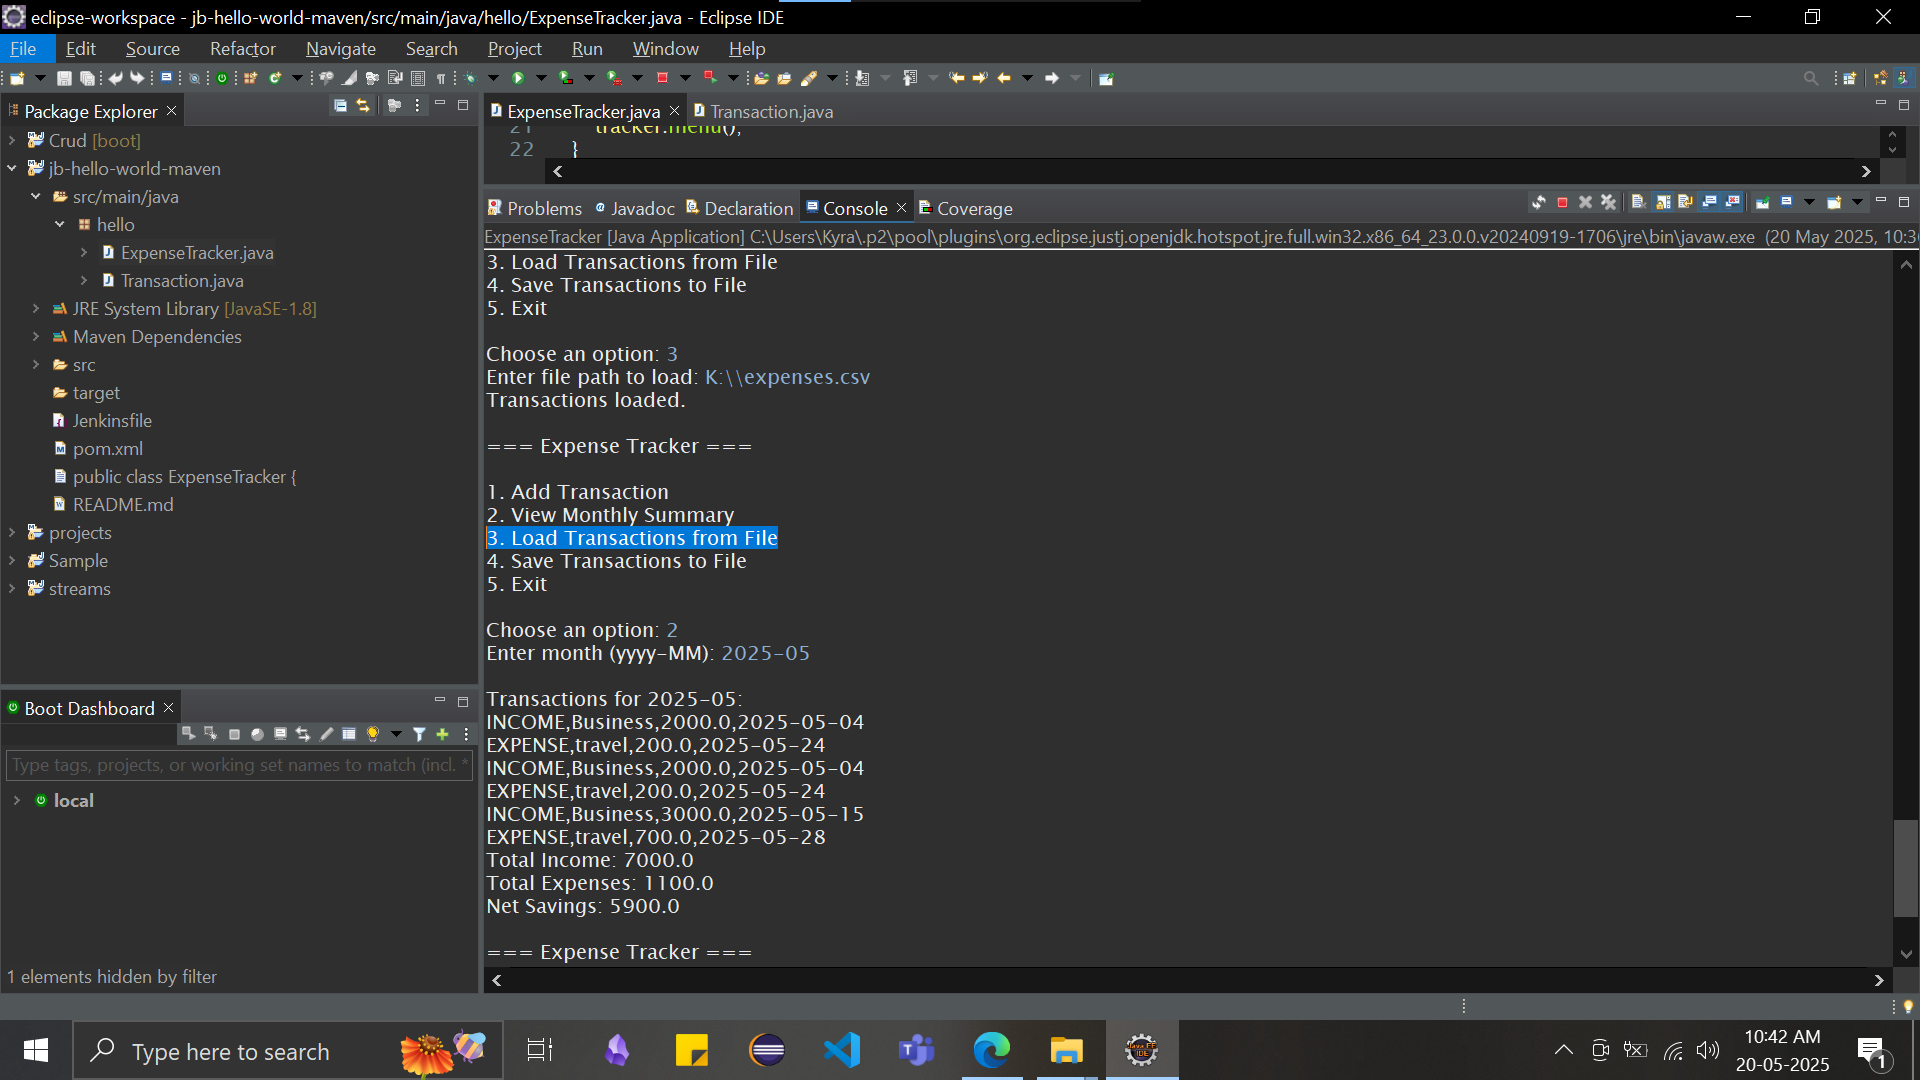 eclipse-workspace - jb-hello-world-maven/src/main/java/hello/ExpenseTracker.java - Eclipse IDE
File Edit Source Refactor Navigate Search Project Run Window Help
Package Explorer
Crud [boot]
jb-hello-world-maven
src/main/java
hello
ExpenseTracker.java
Transaction.java
JRE System Library [JavaSE-1.8]
Maven Dependencies
src
target
Jenkinsfile
pom.xml
public class ExpenseTracker {
README.md
projects
Sample
streams
Boot Dashboard
Type tags, projects, or working set names to match (incl. *
local
1 elements hidden by filter
ExpenseTracker.java Transaction.java
21 tracker.menu();
22 }
Problems Javadoc Declaration Console Coverage
ExpenseTracker [Java Application] C:\Users\Kyra\.p2\pool\plugins\org.eclipse.justj.openjdk.hotspot.jre.full.win32.x86_64_23.0.0.v20240919-1706\jre\bin\javaw.exe (20 May 2025, 10:3
3. Load Transactions from File
4. Save Transactions to File
5. Exit
Choose an option: 3
Enter file path to load: K:\\expenses.csv
Transactions loaded.
=== Expense Tracker ===
1. Add Transaction
2. View Monthly Summary
3. Load Transactions from File
4. Save Transactions to File
5. Exit
Choose an option: 2
Enter month (yyyy-MM): 2025-05
Transactions for 2025-05:
INCOME,Business,2000.0,2025-05-04
EXPENSE,travel,200.0,2025-05-24
INCOME,Business,2000.0,2025-05-04
EXPENSE,travel,200.0,2025-05-24
INCOME,Business,3000.0,2025-05-15
EXPENSE,travel,700.0,2025-05-28
Total Income: 7000.0
Total Expenses: 1100.0
Net Savings: 5900.0
=== Expense Tracker ===
Type here to search
10:42 AM
20-05-2025
1